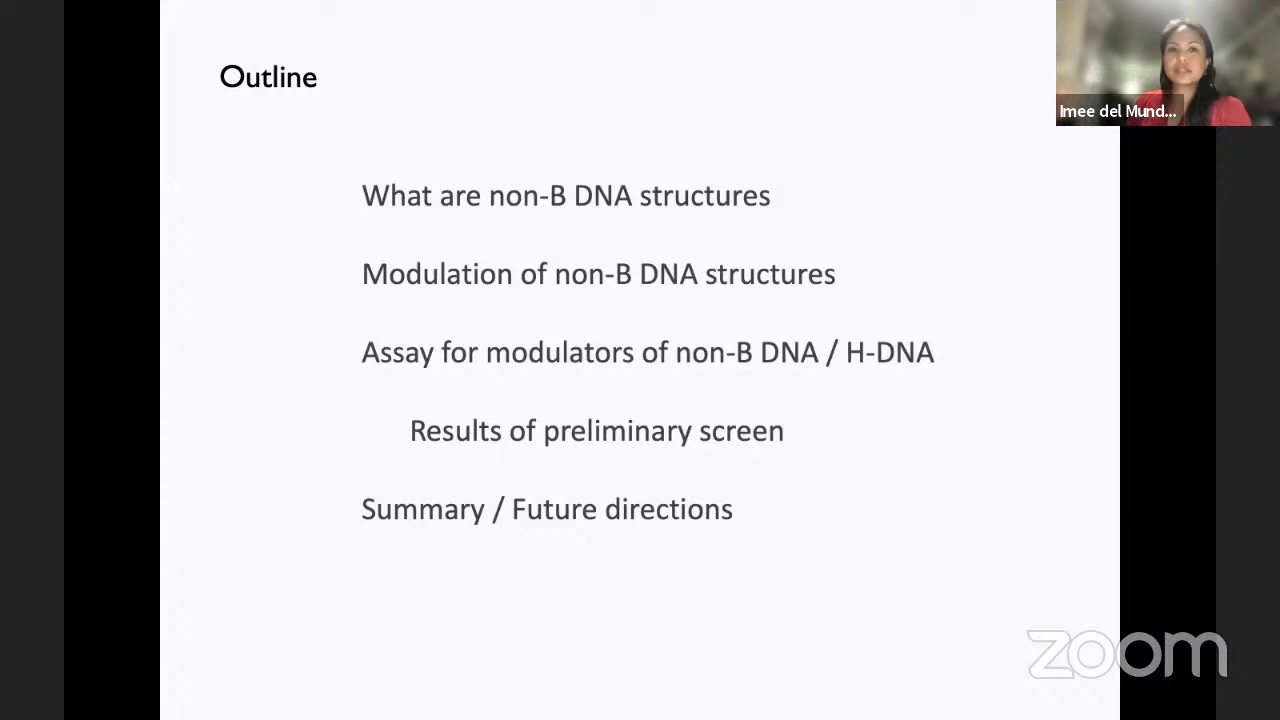 Outline
Imee del Mund...
What are non-B DNA structures
Modulation of non-B DNA structures
Assay for modulators of non-B DNA / H-DNA
Results of preliminary screen
Summary / Future directions
zoom